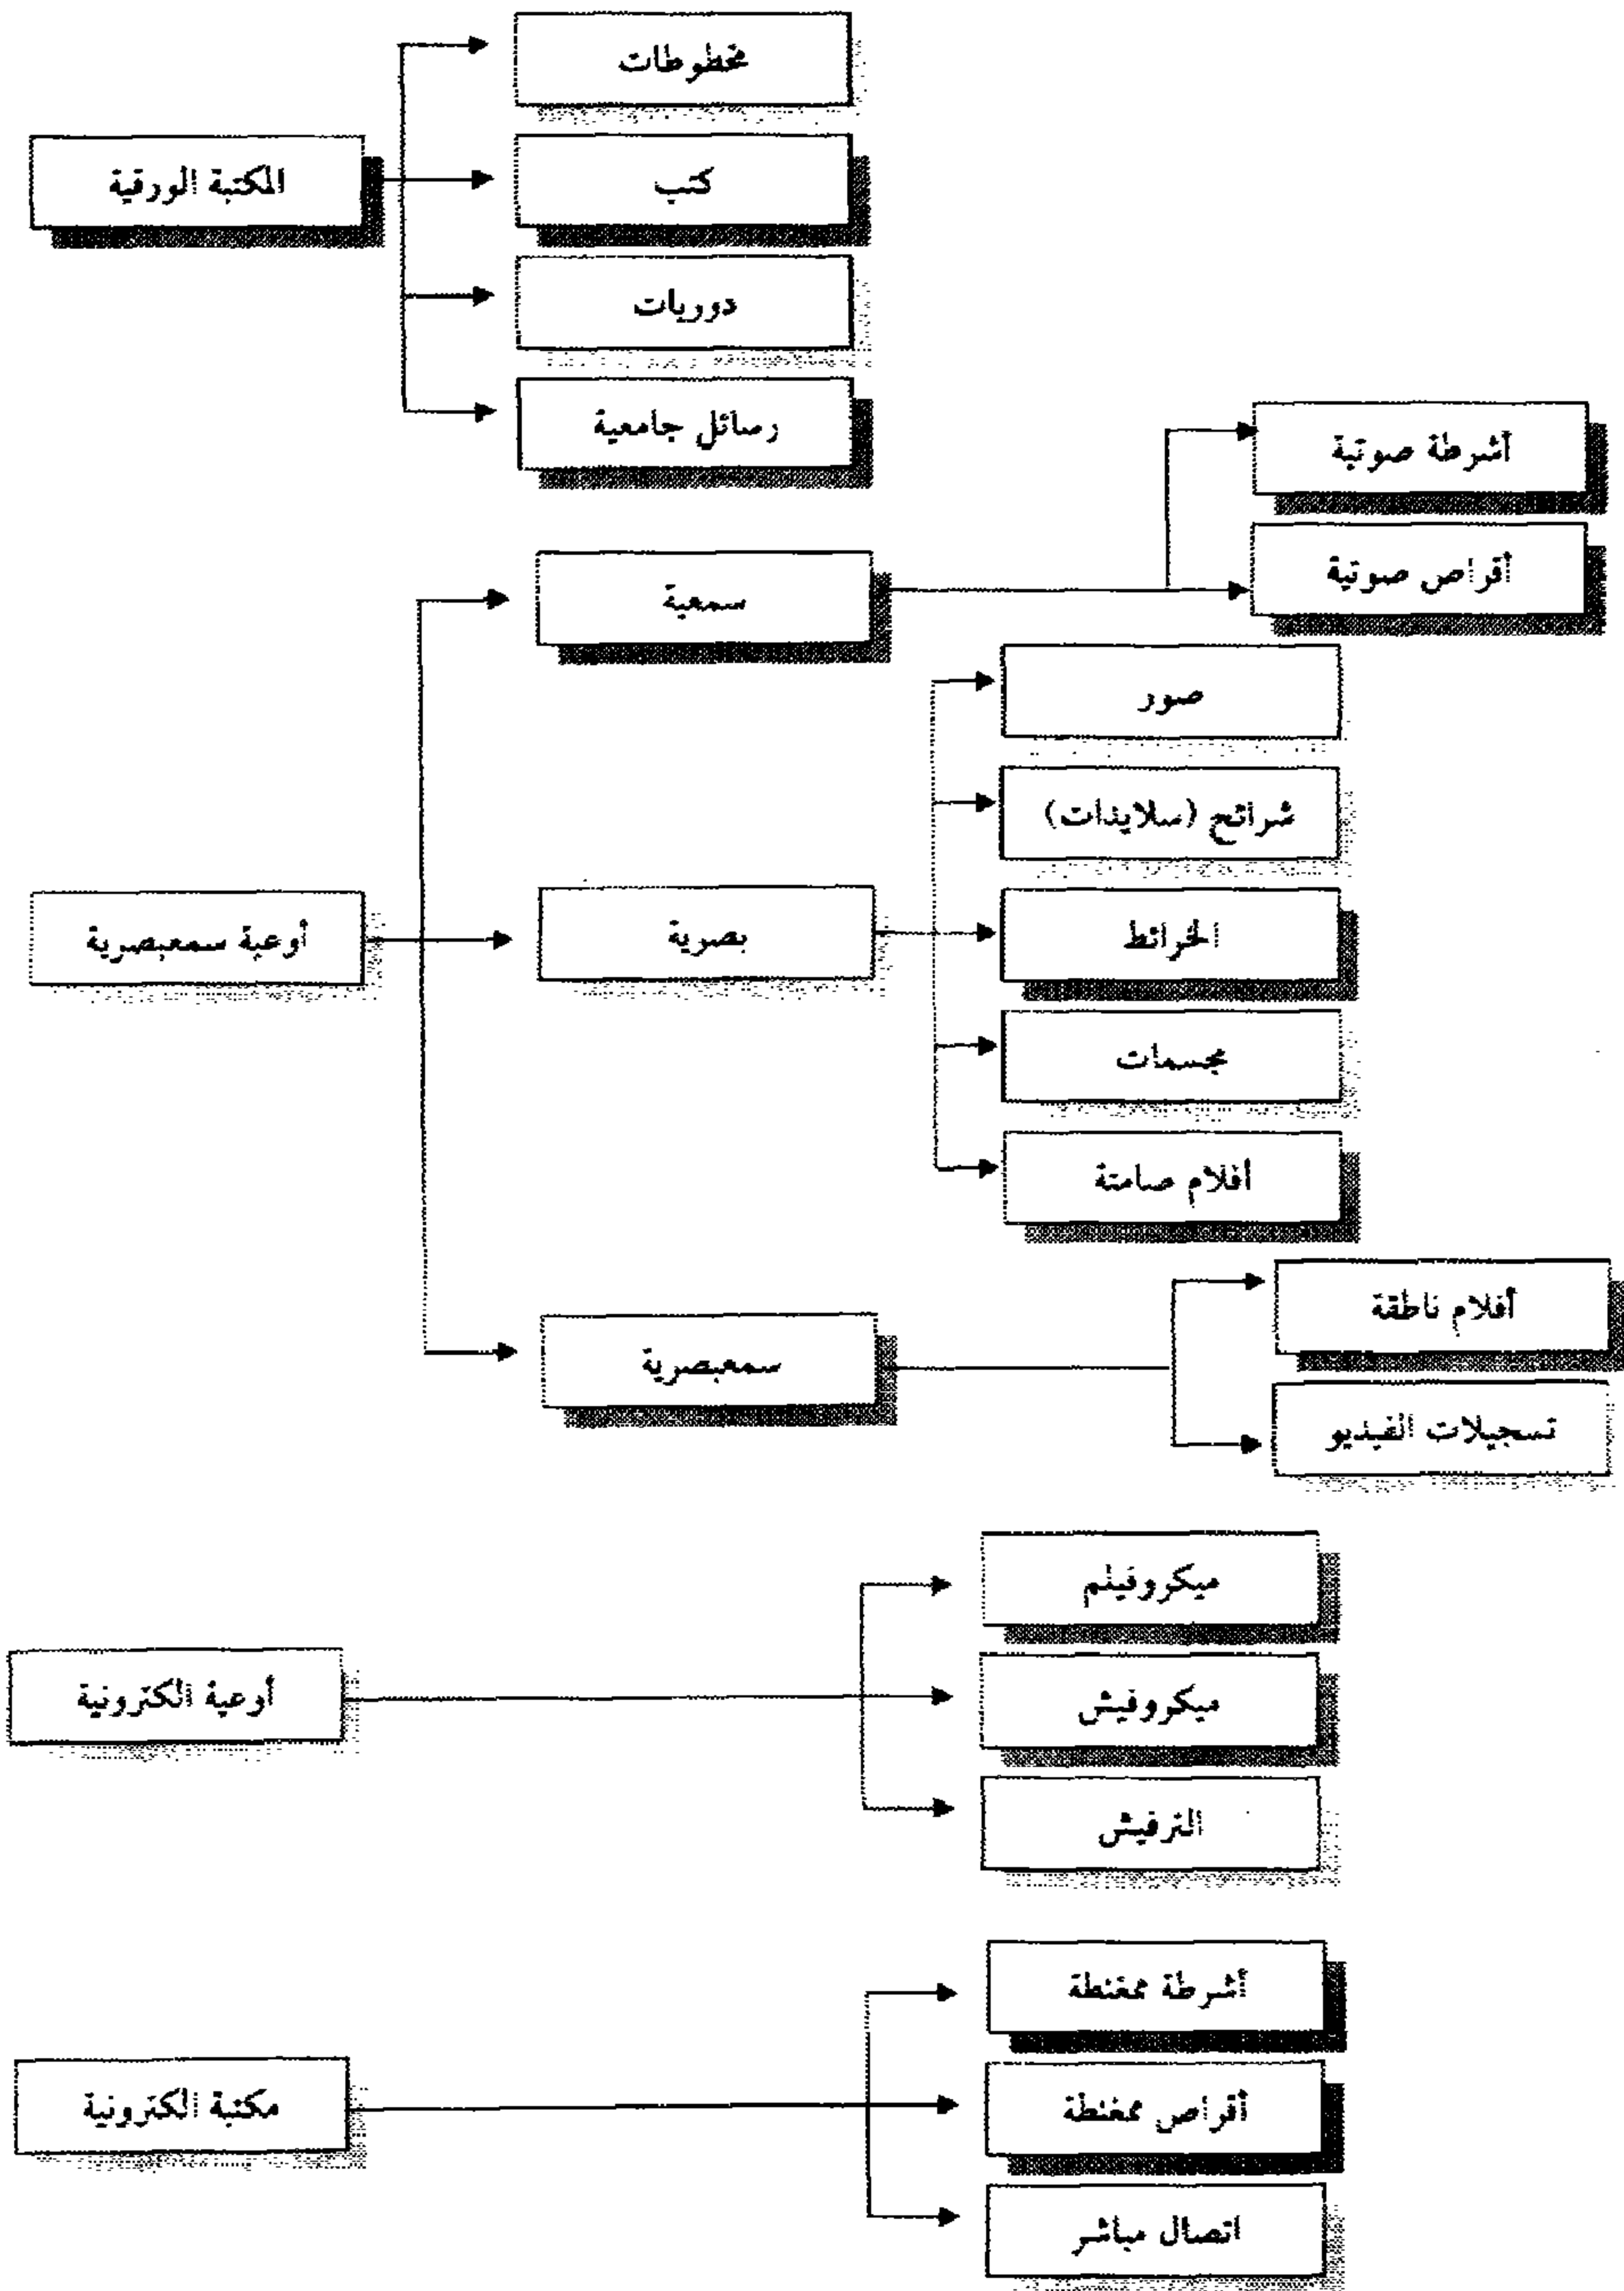 مخطوطات
المكتبة الورقية
كتب
دوريات
رسائل جامعية
أشرطة صوتية
أقراص صوتية
سمعية
صور
شرائح (سلايدات)
أوعية سمعبصرية
بصرية
الخرائط
مجسمات
أفلام صامتة
أفلام ناطقة
سمعبصرية
تسجيلات الفيديو
ميكروفيلم
أوعية الكترونية
ميكروفيش
الترفيش
أشرطة ممغنطة
مكتبة الكترونية
أقراص ممغنطة
اتصال مباشر